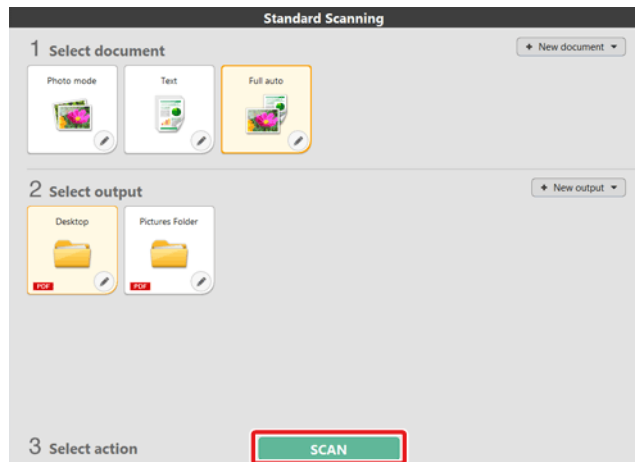 Standard Scanning
1 Select document
+ New document
Photo mode
Text
Full auto
2 Select output
+ New output
Desktop
Pictures Folder
PDF
PDF
3 Select action
SCAN